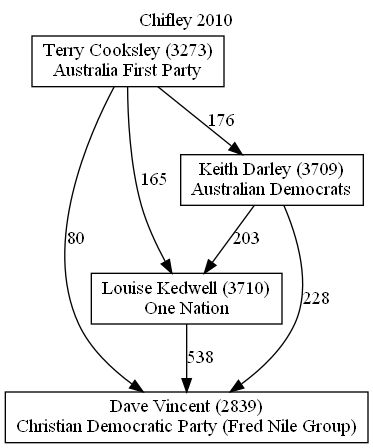 Chifley 2010
Terry Cooksley (3273)
Australia First Party
176
Keith Darley (3709)
Australian Democrats
165
80
203
Louise Kedwell (3710)
One Nation
228
538
Dave Vincent (2839)
Christian Democratic Party (Fred Nile Group)